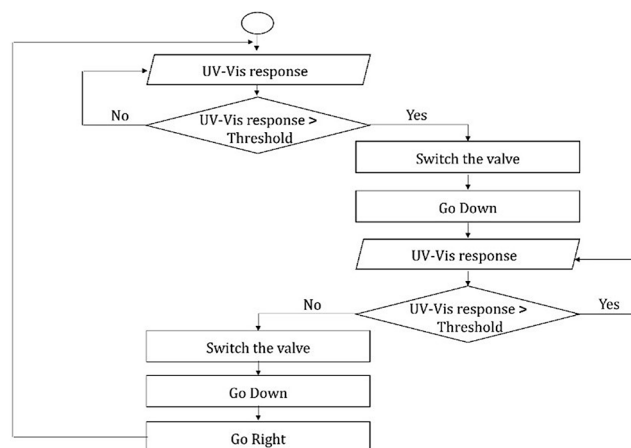 UV-Vis response
No
UV-Vis response >
Threshold
Yes
Switch the valve
Go Down
UV-Vis response
No
UV-Vis response >
Threshold
Yes
Switch the valve
Go Down
Go Right